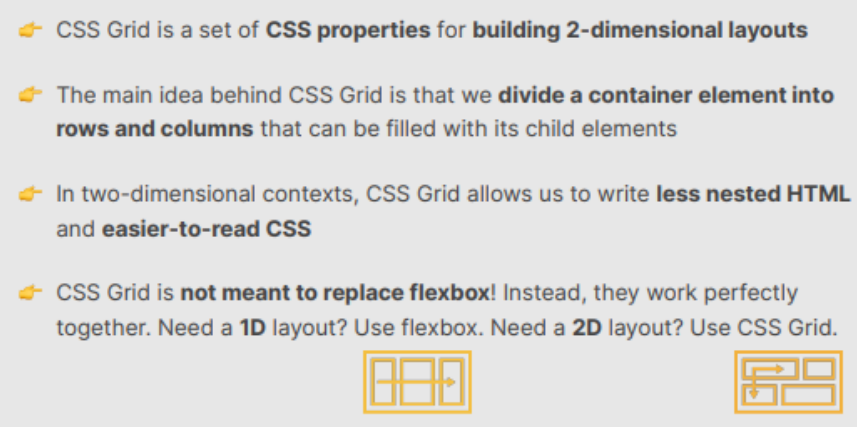 CSS Grid is a set of CSS properties for building 2-dimensional layouts
The main idea behind CSS Grid is that we divide a container element into
rows and columns that can be filled with its child elements
In two-dimensional contexts, CSS Grid allows us to write less nested HTML
and easier-to-read CSS
CSS Grid is not meant to replace flexbox! Instead, they work perfectly
together. Need a 1D layout? Use flexbox. Need a 2D layout? Use CSS Grid.